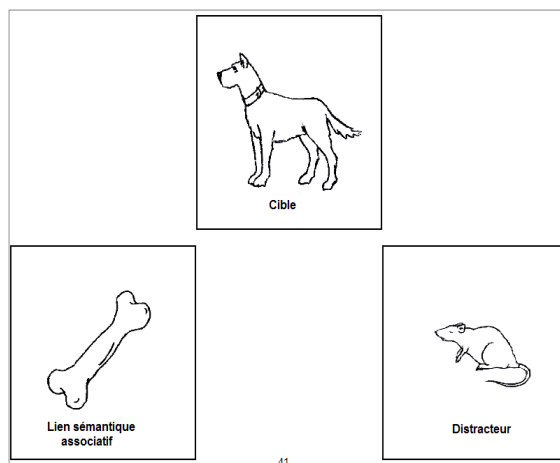 Cible
Lien sémantique
associatif
Distracteur
41